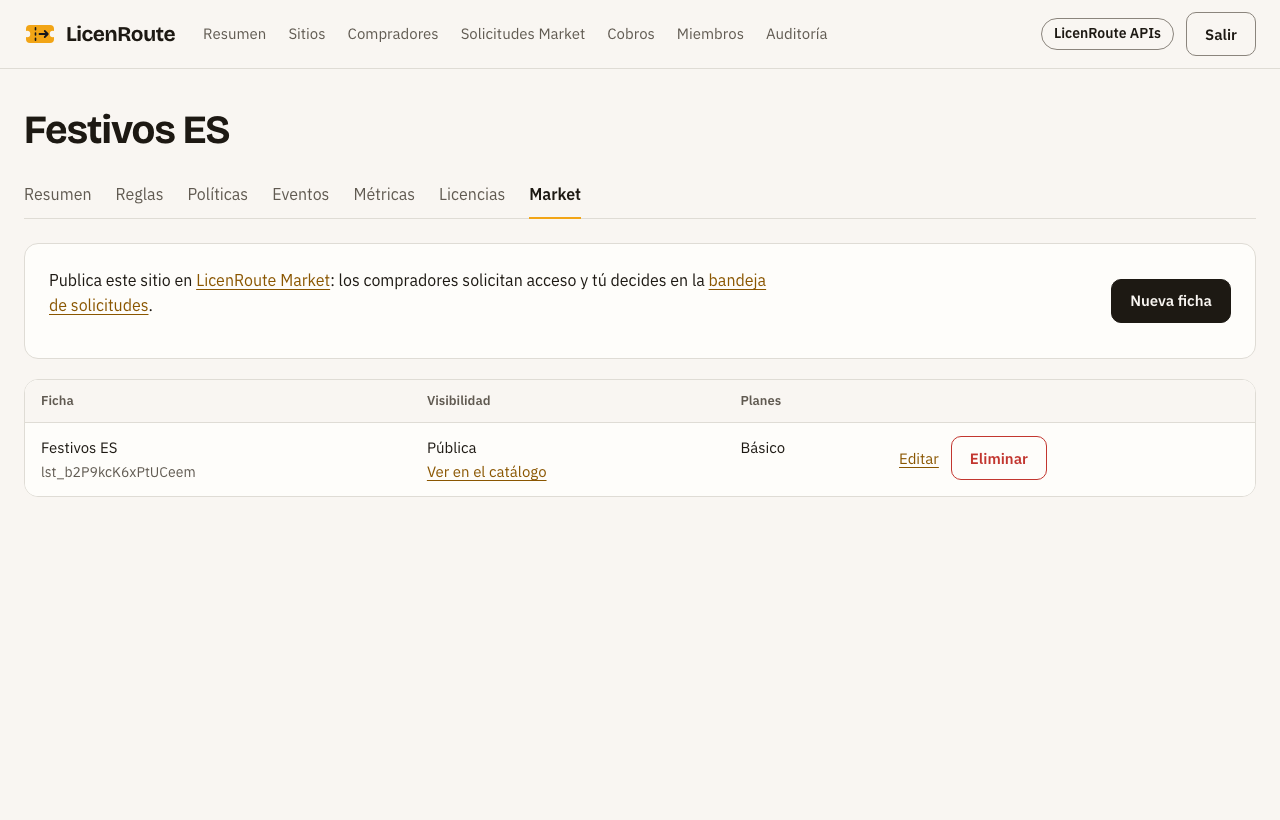 LicenRoute
Resumen
Sitios
Compradores
Solicitudes Market
Cobros
Miembros
Auditoría
LicenRoute APIs
Salir
Festivos ES
Resumen
Reglas
Políticas
Eventos
Métricas
Licencias
Market
Publica este sitio en LicenRoute Market: los compradores solicitan acceso y tú decides en la bandeja
de solicitudes.
Nueva ficha
Ficha
Visibilidad
Planes
Festivos ES
lst_b2P9kcK6xPtUCeem
Pública
Ver en el catálogo
Básico
Editar
Eliminar